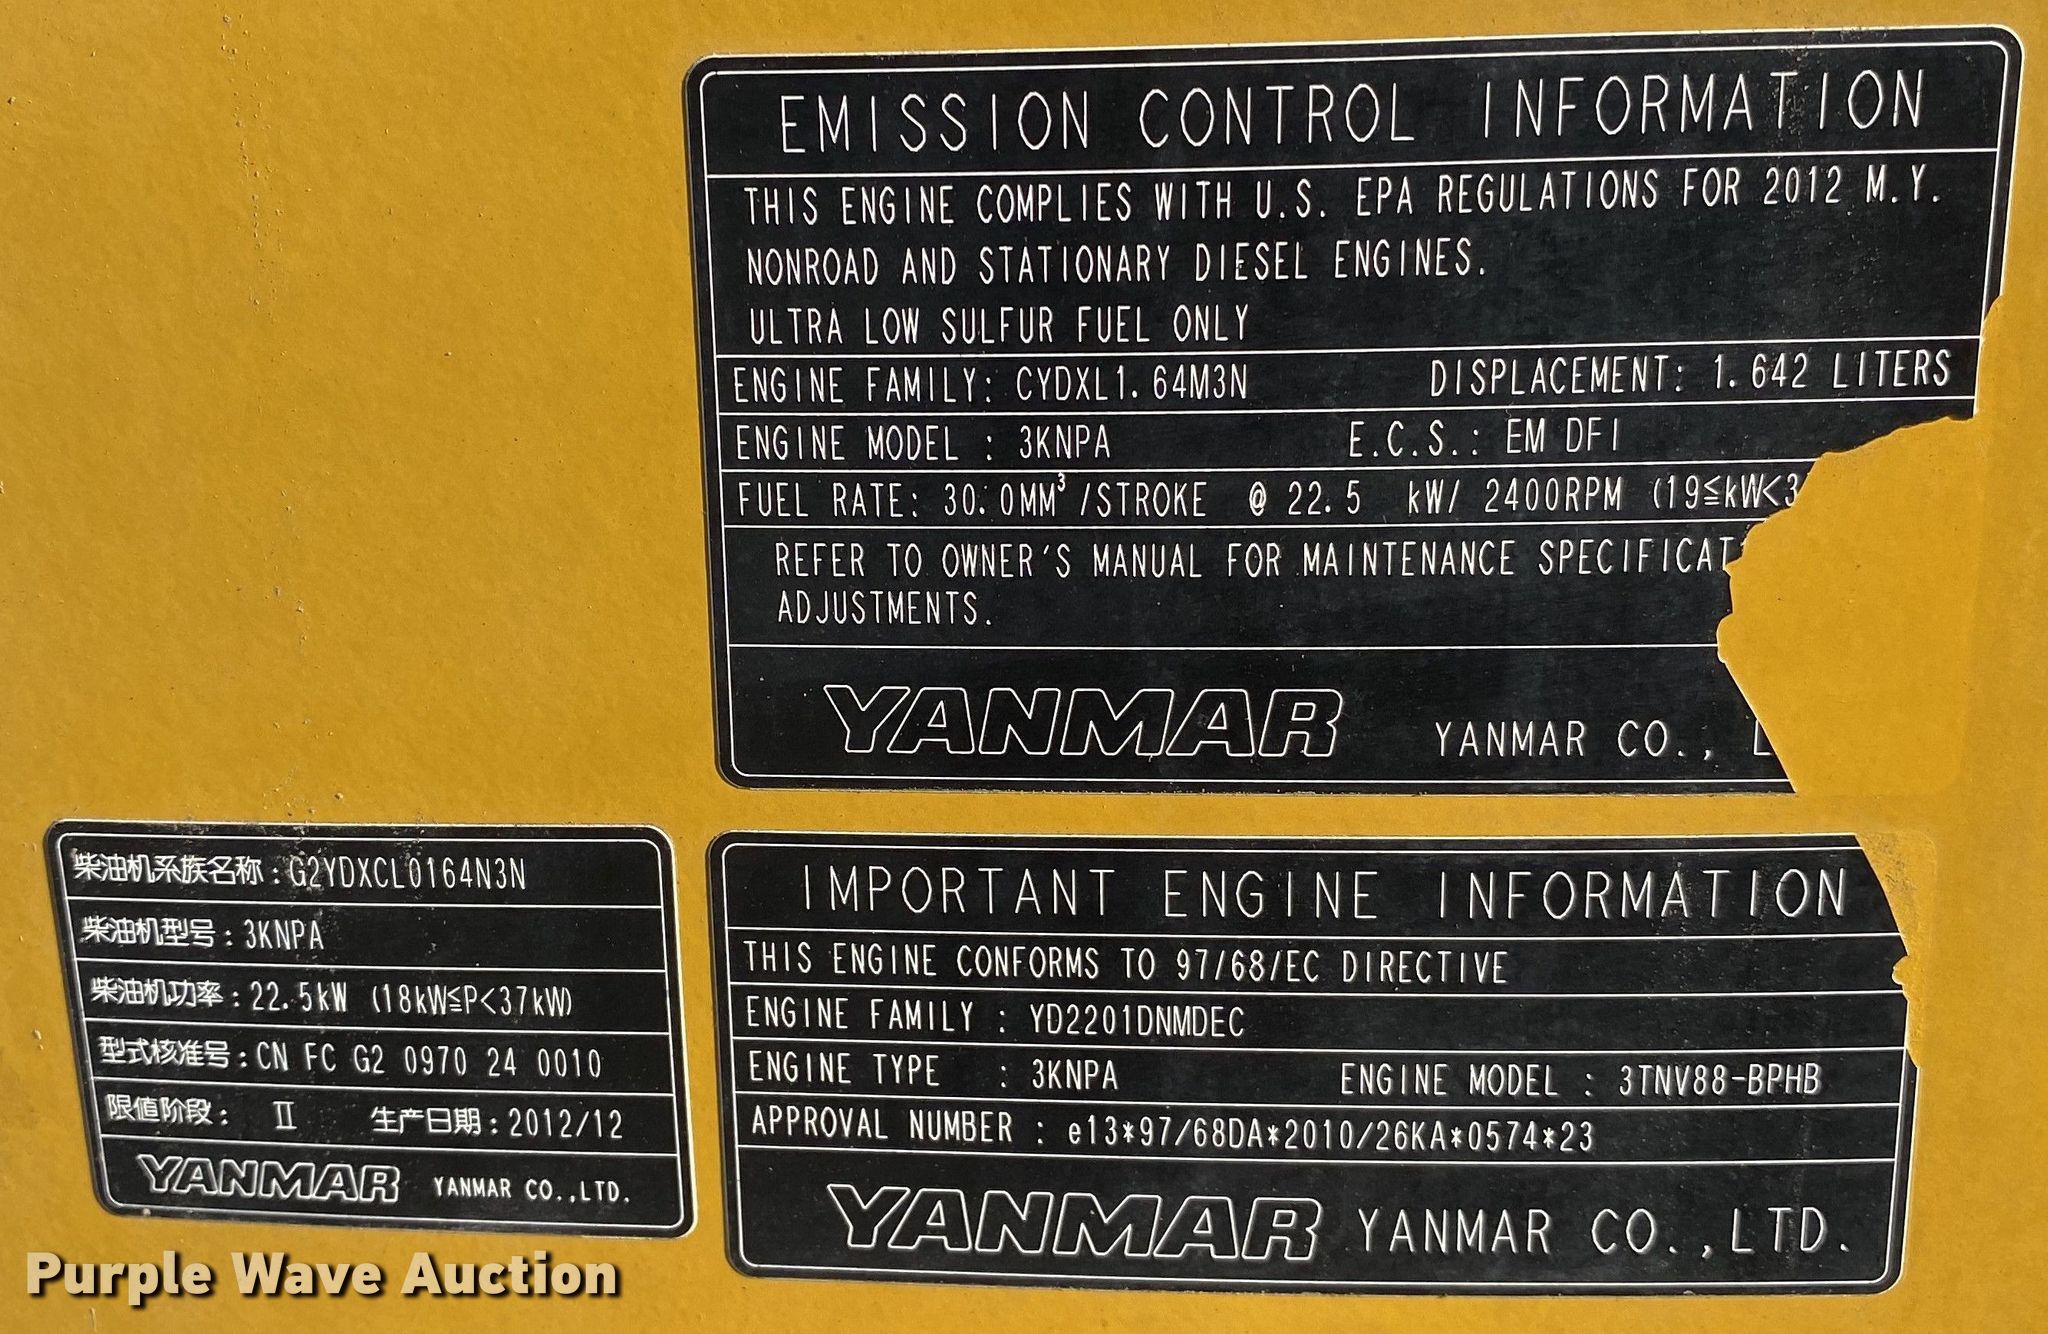 EMISSION CONTROL INFORMATION
THIS ENGINE COMPLIES WITH U.S. EPA REGULATIONS FOR 2012 M.Y.
NONROAD AND STATIONARY DIESEL ENGINES.
ULTRA LOW SULFUR FUEL ONLY
ENGINE FAMILY: CYDXL1.64M3N DISPLACEMENT: 1.642 LITERS
ENGINE MODEL : 3KNPA E.C.S.: EM DFI
FUEL RATE: 30.0MM³/STROKE @ 22.5 kW/ 2400RPM (19≦kW<3
REFER TO OWNER'S MANUAL FOR MAINTENANCE SPECIFICAT
ADJUSTMENTS.
YANMAR YANMAR CO., L
柴油机系族名称:G2YDXCL0164N3N
柴油机型号:3KNPA
柴油机功率:22.5kW (18kW≦P<37kW)
型式核准号:CN FC G2 0970 24 0010
限值阶段: Ⅱ 生产日期:2012/12
YANMAR YANMAR CO.,LTD.
IMPORTANT ENGINE INFORMATION
THIS ENGINE CONFORMS TO 97/68/EC DIRECTIVE
ENGINE FAMILY : YD2201DNMDEC
ENGINE TYPE : 3KNPA ENGINE MODEL : 3TNV88-BPHB
APPROVAL NUMBER : e13*97/68DA*2010/26KA*0574*23
YANMAR YANMAR CO.,LTD.
Purple Wave Auction